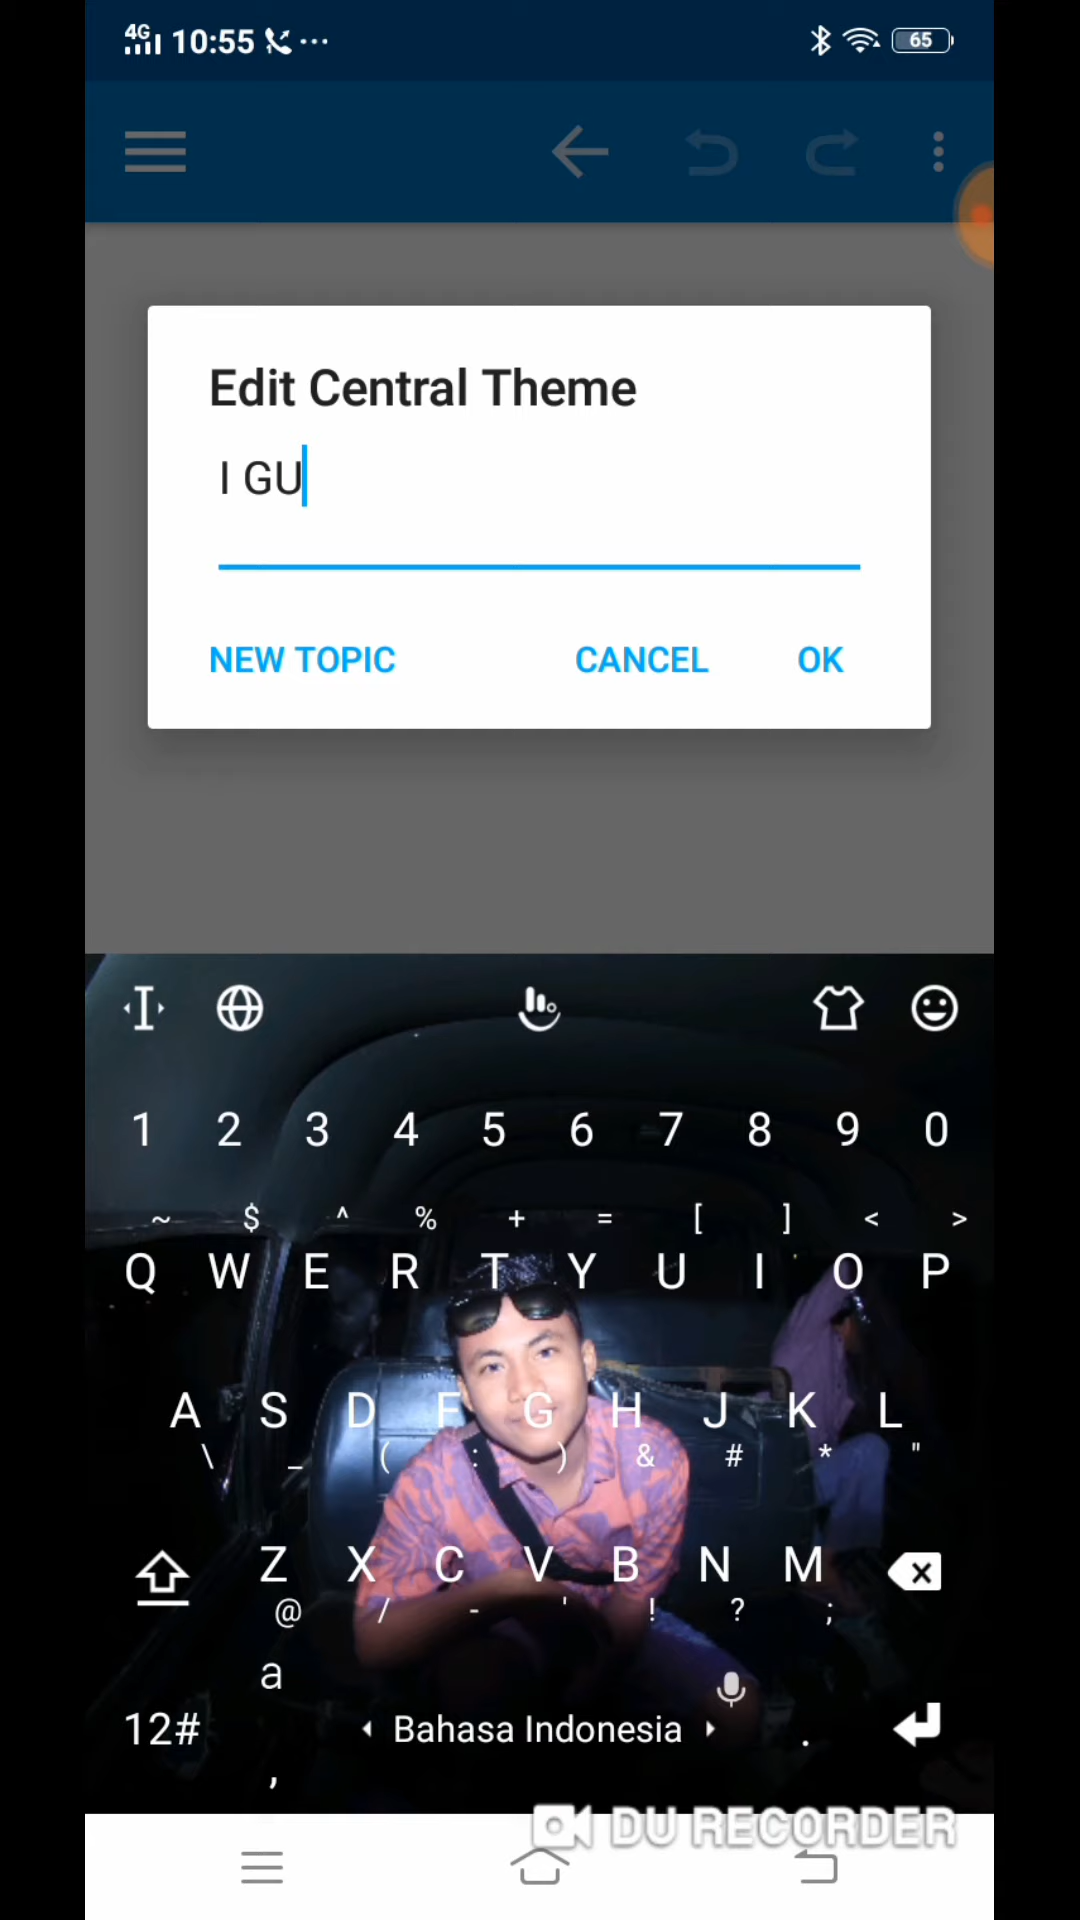 4G 10:55 65
Edit Central Theme
I GU
NEW TOPIC CANCEL OK
1 2 3 4 5 6 7 8 9 0
~ $ ^ % + = [ ] < >
Q W E R T Y U I O P
A S D F G H J K L
\ _ ( : ) & # * "
Z X C V B N M
@ / - ' ! ? ;
a
12# Bahasa Indonesia .
,
DU RECORDER